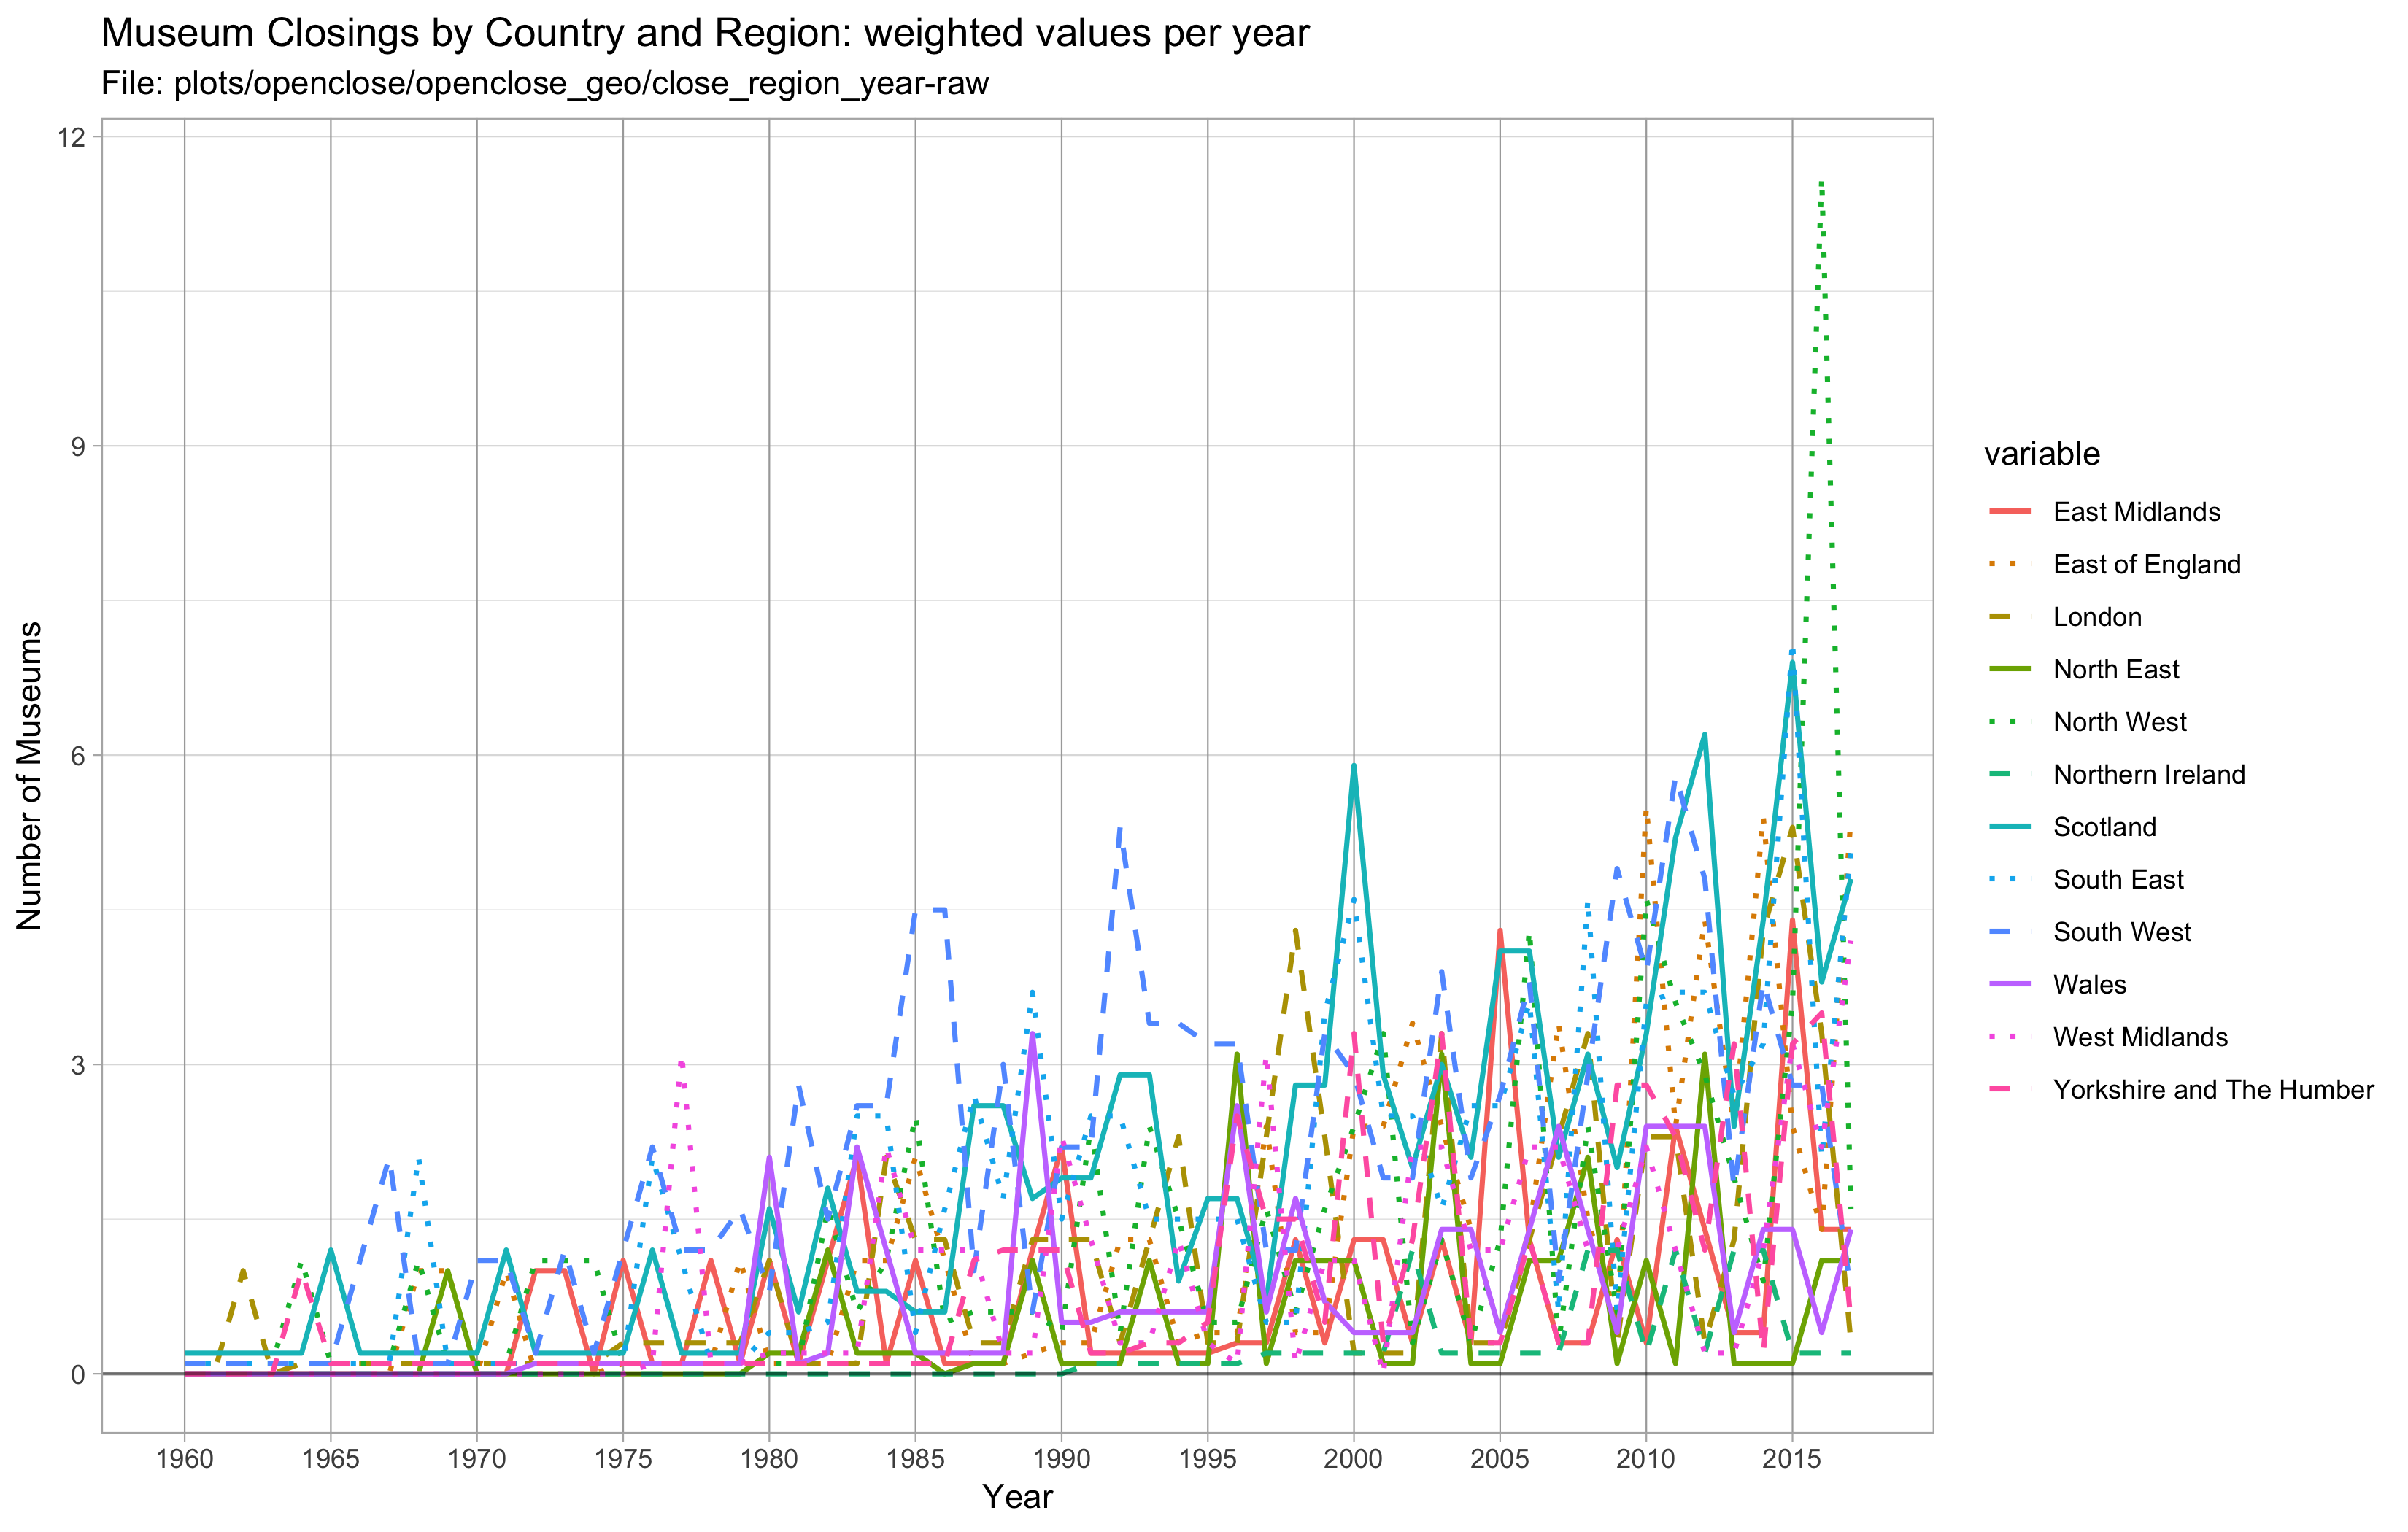 Museum Closings by Country and Region: weighted values per year
File: plots/openclose/openclose_geo/close_region_year-raw
12
9
6
3
0
Number of Museums
1960 1965 1970 1975 1980 1985 1990 1995 2000 2005 2010 2015
Year
variable
East Midlands
East of England
London
North East
North West
Northern Ireland
Scotland
South East
South West
Wales
West Midlands
Yorkshire and The Humber